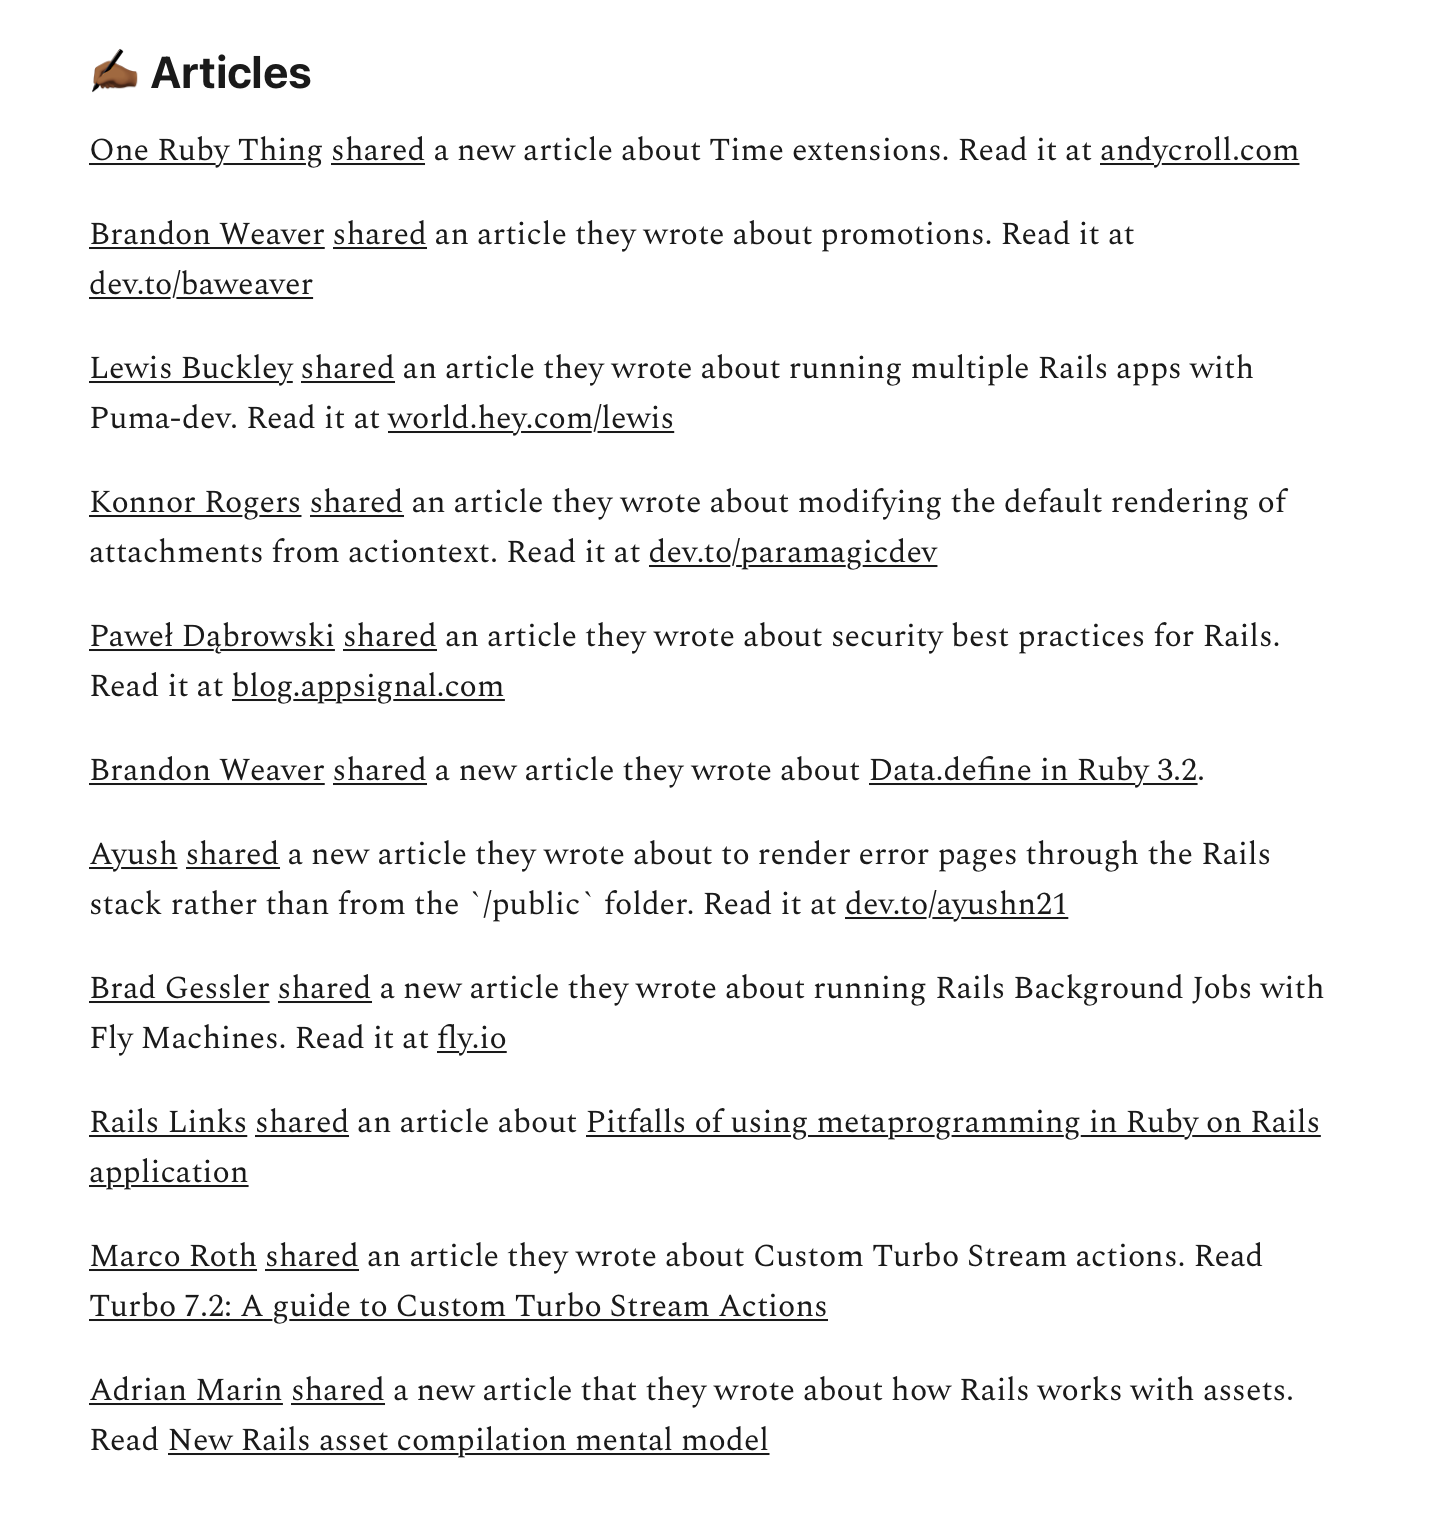 ✍🏾 Articles
One Ruby Thing shared a new article about Time extensions. Read it at andycroll.com
Brandon Weaver shared an article they wrote about promotions. Read it at
dev.to/baweaver
Lewis Buckley shared an article they wrote about running multiple Rails apps with
Puma-dev. Read it at world.hey.com/lewis
Konnor Rogers shared an article they wrote about modifying the default rendering of
attachments from actiontext. Read it at dev.to/paramagicdev
Paweł Dąbrowski shared an article they wrote about security best practices for Rails.
Read it at blog.appsignal.com
Brandon Weaver shared a new article they wrote about Data.define in Ruby 3.2.
Ayush shared a new article they wrote about to render error pages through the Rails
stack rather than from the `/public` folder. Read it at dev.to/ayushn21
Brad Gessler shared a new article they wrote about running Rails Background Jobs with
Fly Machines. Read it at fly.io
Rails Links shared an article about Pitfalls of using metaprogramming in Ruby on Rails
application
Marco Roth shared an article they wrote about Custom Turbo Stream actions. Read
Turbo 7.2: A guide to Custom Turbo Stream Actions
Adrian Marin shared a new article that they wrote about how Rails works with assets.
Read New Rails asset compilation mental model